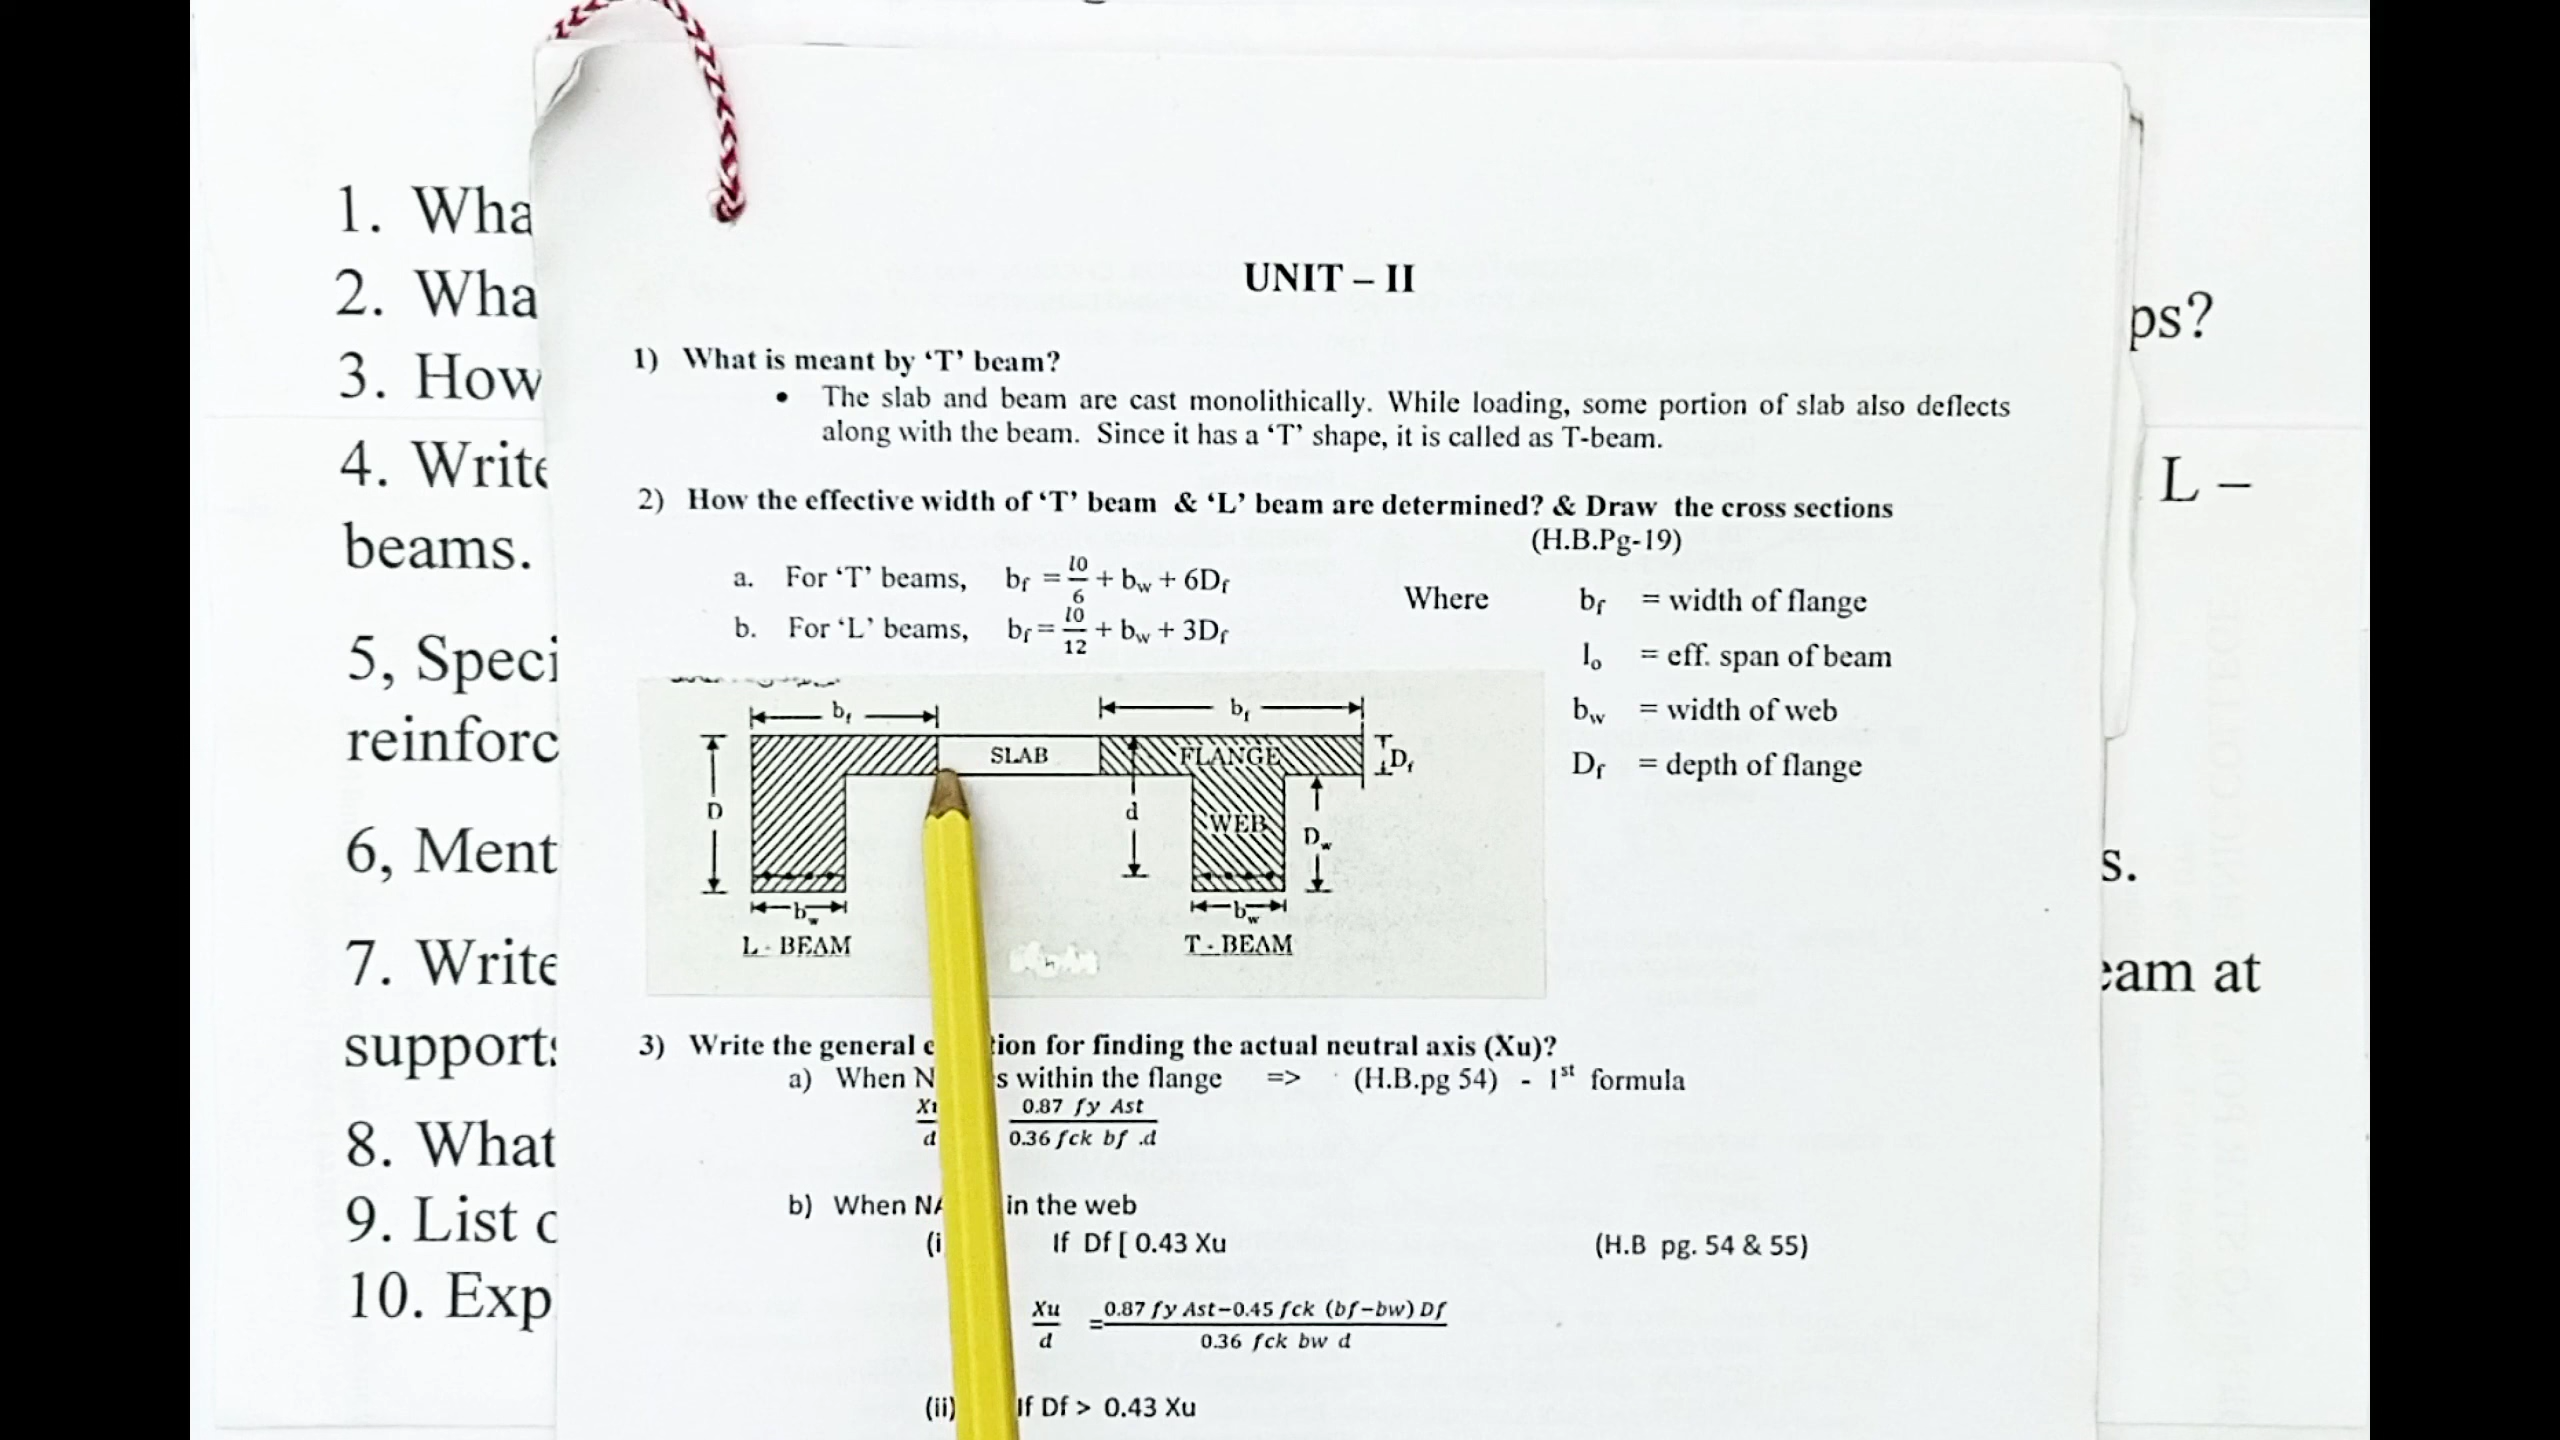 1. Wha
2. Wha
3. How
4. Write
beams.
5, Speci
reinforc
6, Ment
7. Write
supports
8. What
9. List
10. Exp
ps?
L –
s.
eam at
UNIT – II
1) What is meant by ‘T’ beam?
• The slab and beam are cast monolithically. While loading, some portion of slab also deflects
along with the beam. Since it has a ‘T’ shape, it is called as T-beam.
2) How the effective width of ‘T’ beam & ‘L’ beam are determined? & Draw the cross sections
(H.B.Pg-19)
a. For ‘T’ beams, bf = l0/6 + bw + 6Df
b. For ‘L’ beams, bf = l0/12 + bw + 3Df
Where bf = width of flange
lo = eff. span of beam
bw = width of web
Df = depth of flange
bf
bf
SLAB
FLANGE
Df
D
d
WEB
Dw
bw
bw
L - BEAM
T - BEAM
3) Write the general ion for finding the actual neutral axis (Xu)?
a) When N s within the flange => (H.B.pg 54) - 1st formula
Xu/d 0.87 fy Ast / 0.36 fck bf .d
b) When NA in the web
(i If Df [ 0.43 Xu (H.B pg. 54 & 55)
Xu/d = 0.87 fy Ast–0.45 fck (bf–bw) Df / 0.36 fck bw d
(ii) If Df > 0.43 Xu